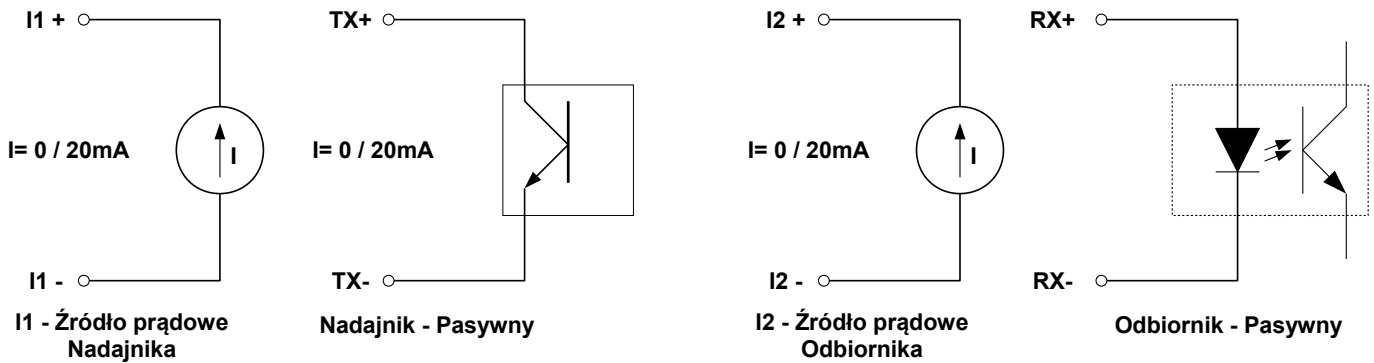 I1 +
TX+
I2 +
RX+
I= 0 / 20mA
I
I= 0 / 20mA
I= 0 / 20mA
I
I1 -
TX-
I2 -
RX-
I1 - Źródło prądowe
Nadajnika
Nadajnik - Pasywny
I2 - Źródło prądowe
Odbiornika
Odbiornik - Pasywny